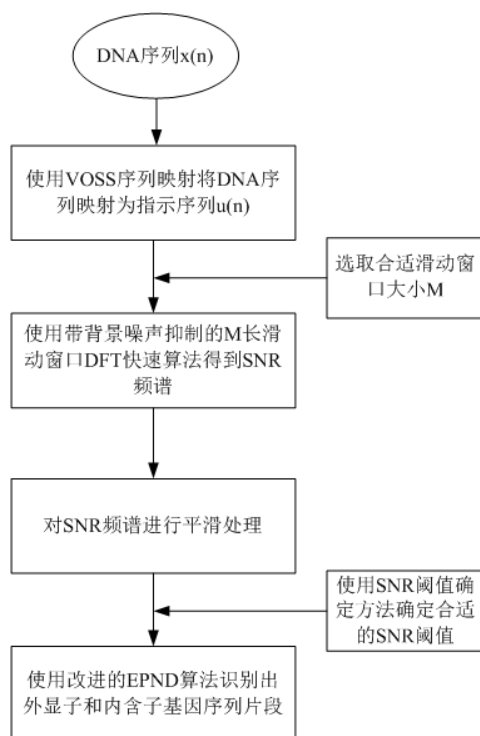 DNA序列x(n)
使用VOSS序列映射将DNA序
列映射为指示序列u(n)
选取合适滑动窗
口大小M
使用带背景噪声抑制的M长滑
动窗口DFT快速算法得到SNR
频谱
对SNR频谱进行平滑处理
使用SNR阈值确
定方法确定合适
的SNR阈值
使用改进的EPND算法识别出
外显子和内含子基因序列片段